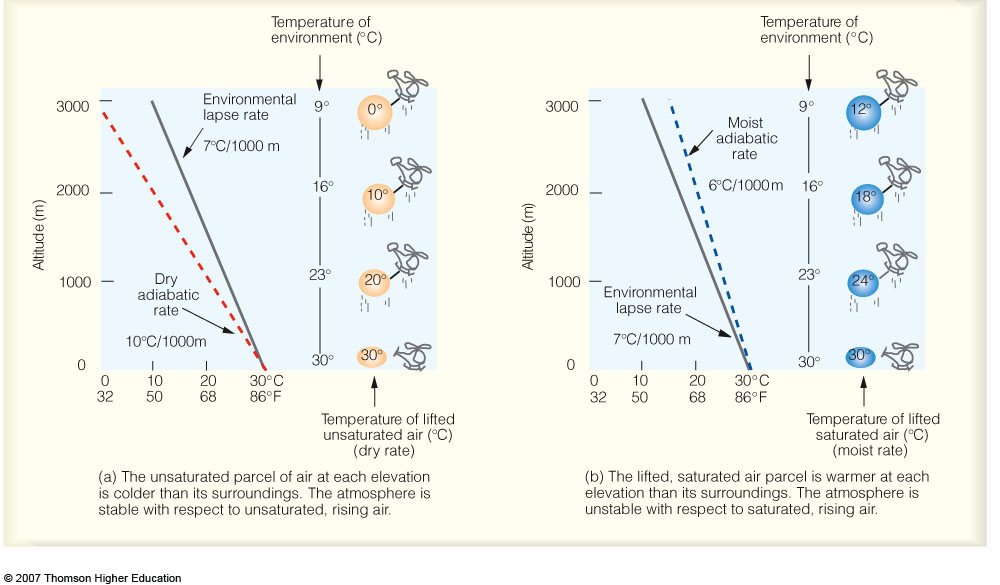 Temperature of
environment (°C)
3000
2000
1000
0
Altitude (m)
Environmental
lapse rate
7°C/1000 m
Dry
adiabatic
rate
10°C/1000m
9°
16°
23°
30°
0°
10°
20°
30°
0 10 20 30°C
32 50 68 86°F
Temperature of lifted
unsaturated air (°C)
(dry rate)
(a) The unsaturated parcel of air at each elevation
is colder than its surroundings. The atmosphere is
stable with respect to unsaturated, rising air.
Temperature of
environment (°C)
3000
2000
1000
0
Altitude (m)
Moist
adiabatic
rate
6°C/1000m
Environmental
lapse rate
7°C/1000 m
9°
16°
23°
30°
12°
18°
24°
30°
0 10 20 30°C
32 50 68 86°F
Temperature of lifted
saturated air (°C)
(moist rate)
(b) The lifted, saturated air parcel is warmer at each
elevation than its surroundings. The atmosphere is
unstable with respect to saturated, rising air.
© 2007 Thomson Higher Education